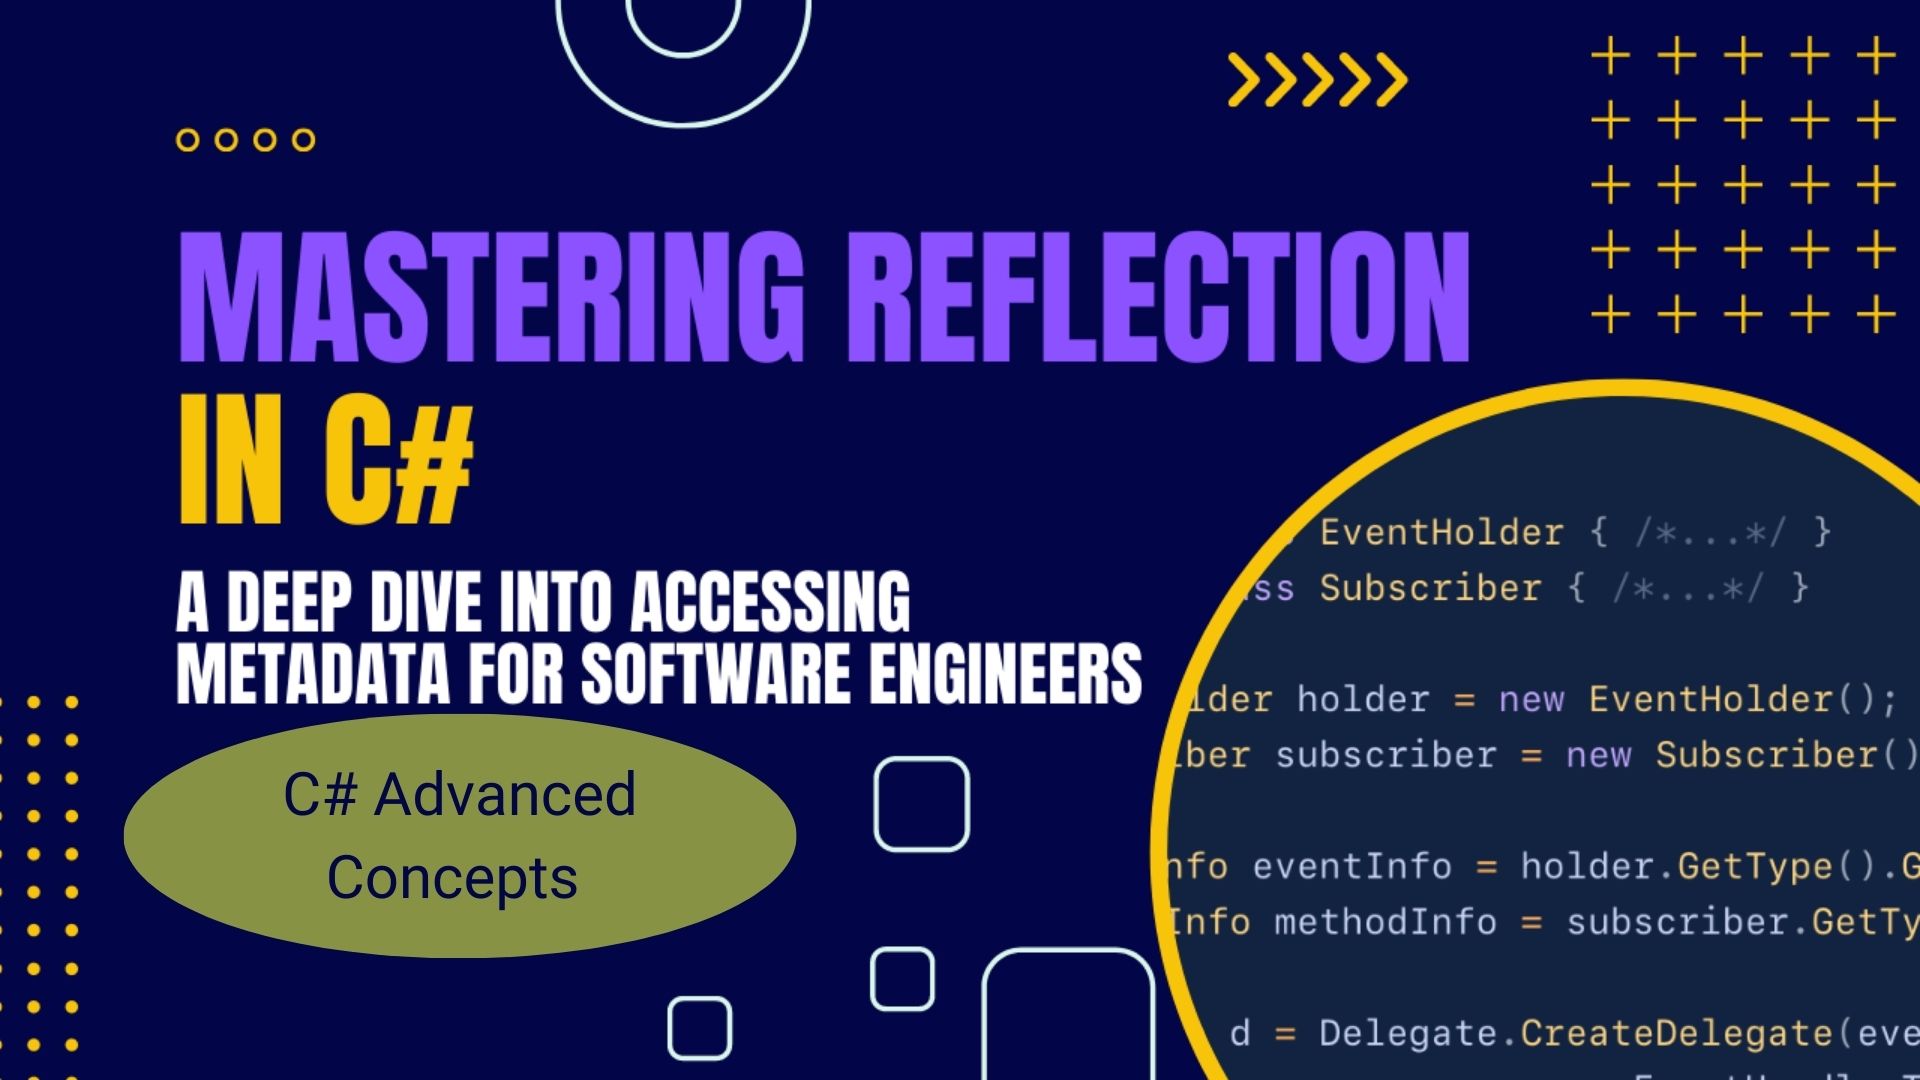 MASTERING REFLECTION
IN C#
A DEEP DIVE INTO ACCESSING
METADATA FOR SOFTWARE ENGINEERS
C# Advanced
Concepts
EventHolder { /*...*/ }
ss Subscriber { /*...*/ }
lder holder = new EventHolder();
ber subscriber = new Subscriber()
nfo eventInfo = holder.GetType().G
Info methodInfo = subscriber.GetTy
d = Delegate.CreateDelegate(eve